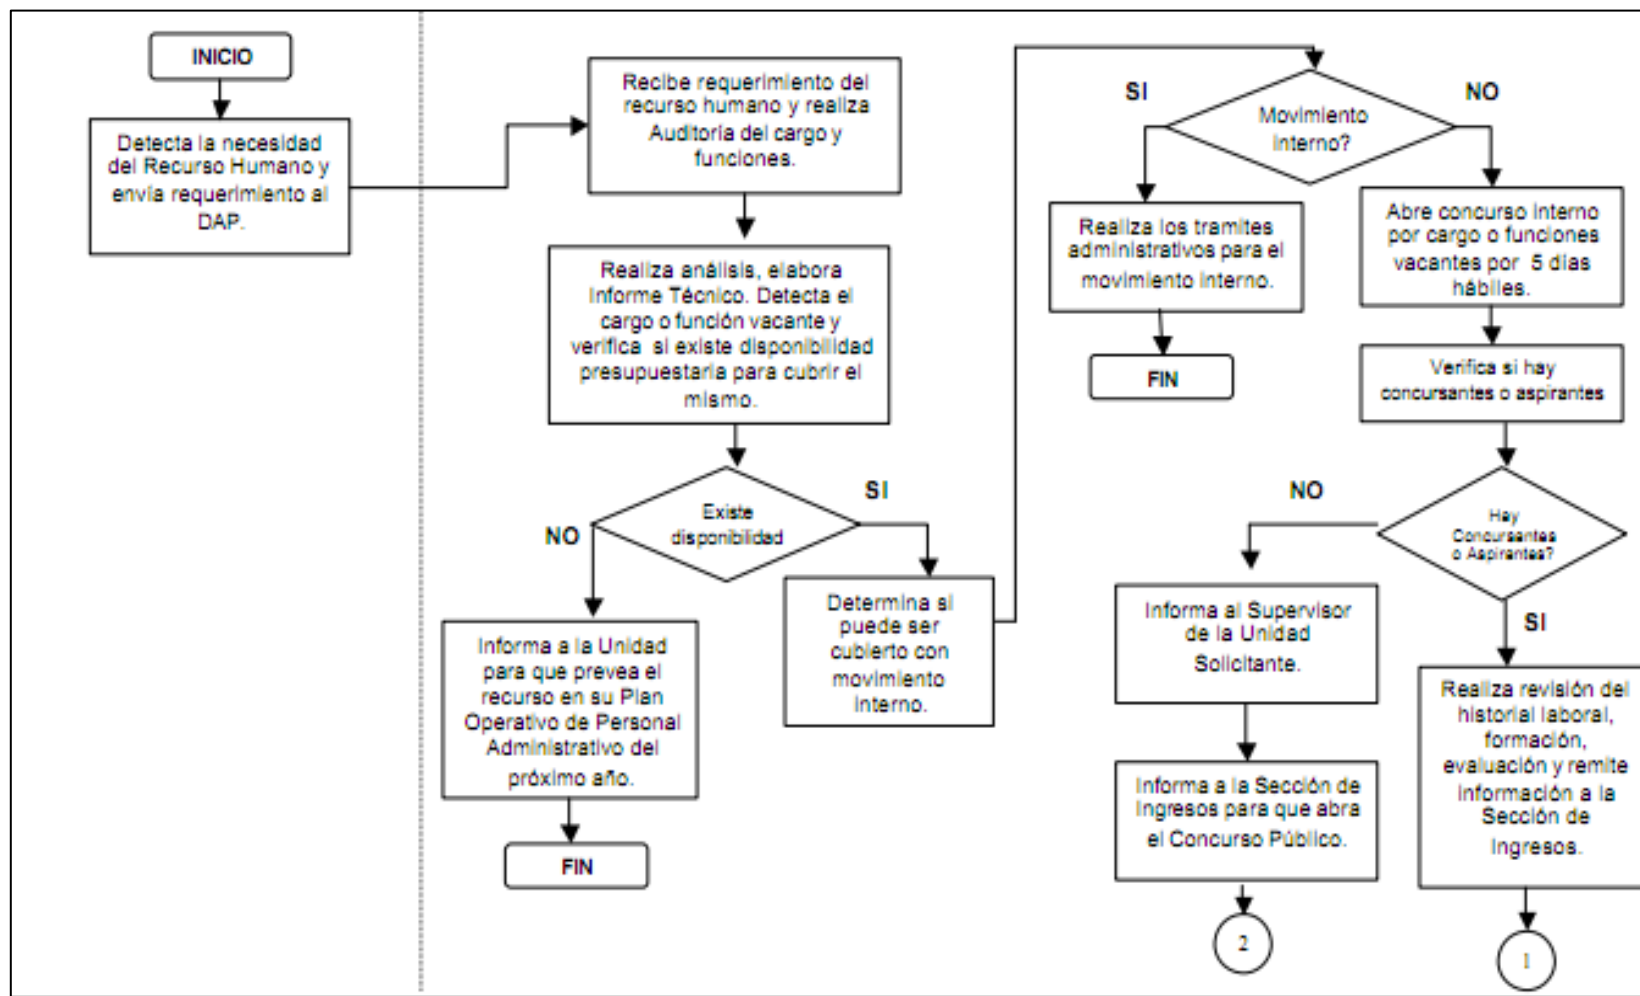 INICIO
Detecta la necesidad
del Recurso Humano y
envía requerimiento al
DAP.
Recibe requerimiento del
recurso humano y realiza
Auditoría del cargo y
funciones.
Realiza análisis, elabora
Informe Técnico. Detecta el
cargo o función vacante y
verifica si existe disponibilidad
presupuestaria para cubrir el
mismo.
Existe
disponibilidad
NO
SI
Informa a la Unidad
para que prevea el
recurso en su Plan
Operativo de Personal
Administrativo del
próximo año.
FIN
Determina si
puede ser
cubierto con
movimiento
interno.
Movimiento
interno?
SI
NO
Realiza los tramites
administrativos para el
movimiento interno.
FIN
Abre concurso interno
por cargo o funciones
vacantes por 5 días
hábiles.
Verifica si hay
concursantes o aspirantes
Hay
Concursantes
o Aspirantes?
NO
SI
Informa al Supervisor
de la Unidad
Solicitante.
Informa a la Sección de
Ingresos para que abra
el Concurso Público.
2
Realiza revisión del
historial laboral,
formación,
evaluación y remite
información a la
Sección de
Ingresos.
1